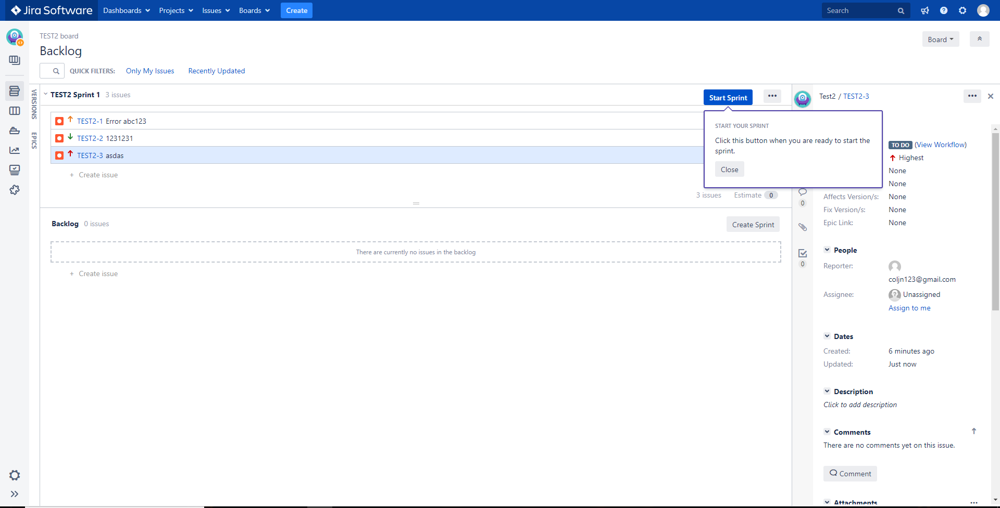 Jira Software Dashboards Projects Issues Boards Create Search
TEST2 board
Backlog
Board
QUICK FILTERS: Only My Issues Recently Updated
VERSIONS
EPICS
TEST2 Sprint 1 3 issues
Start Sprint
TEST2-1 Error abc123
TEST2-2 1231231
TEST2-3 asdas
+ Create issue
START YOUR SPRINT
Click this button when you are ready to start the
sprint.
Close
3 issues Estimate 0
Backlog 0 issues
Create Sprint
There are currently no issues in the backlog
+ Create issue
Test2 / TEST2-3
0
0
TO DO (View Workflow)
Highest
None
None
Affects Version/s: None
Fix Version/s: None
Epic Link: None
People
Reporter:
coljn123@gmail.com
Assignee: Unassigned
Assign to me
Dates
Created: 6 minutes ago
Updated: Just now
Description
Click to add description
Comments
There are no comments yet on this issue.
Comment
Attachments